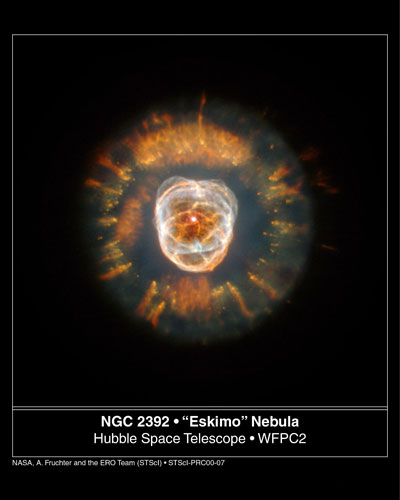 NGC 2392 • “Eskimo” Nebula
Hubble Space Telescope • WFPC2
NASA, A. Fruchter and the ERO Team (STScI) • STScI-PRC00-07